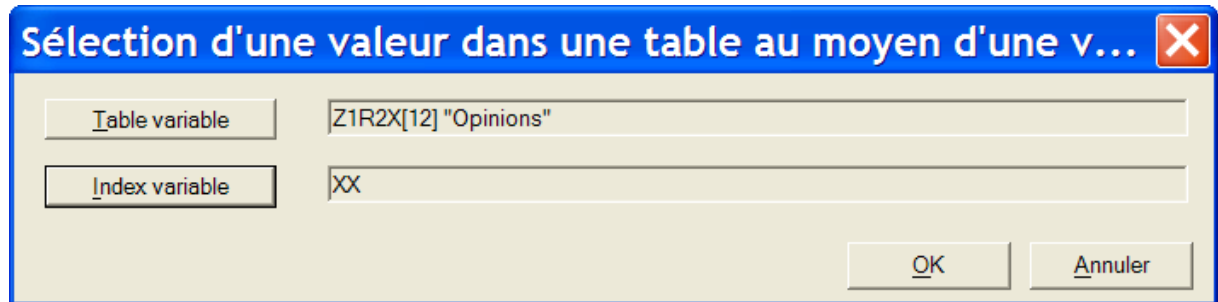 Sélection d'une valeur dans une table au moyen d'une v...
Table variable Z1R2X[12] "Opinions"
Index variable XX
OK Annuler